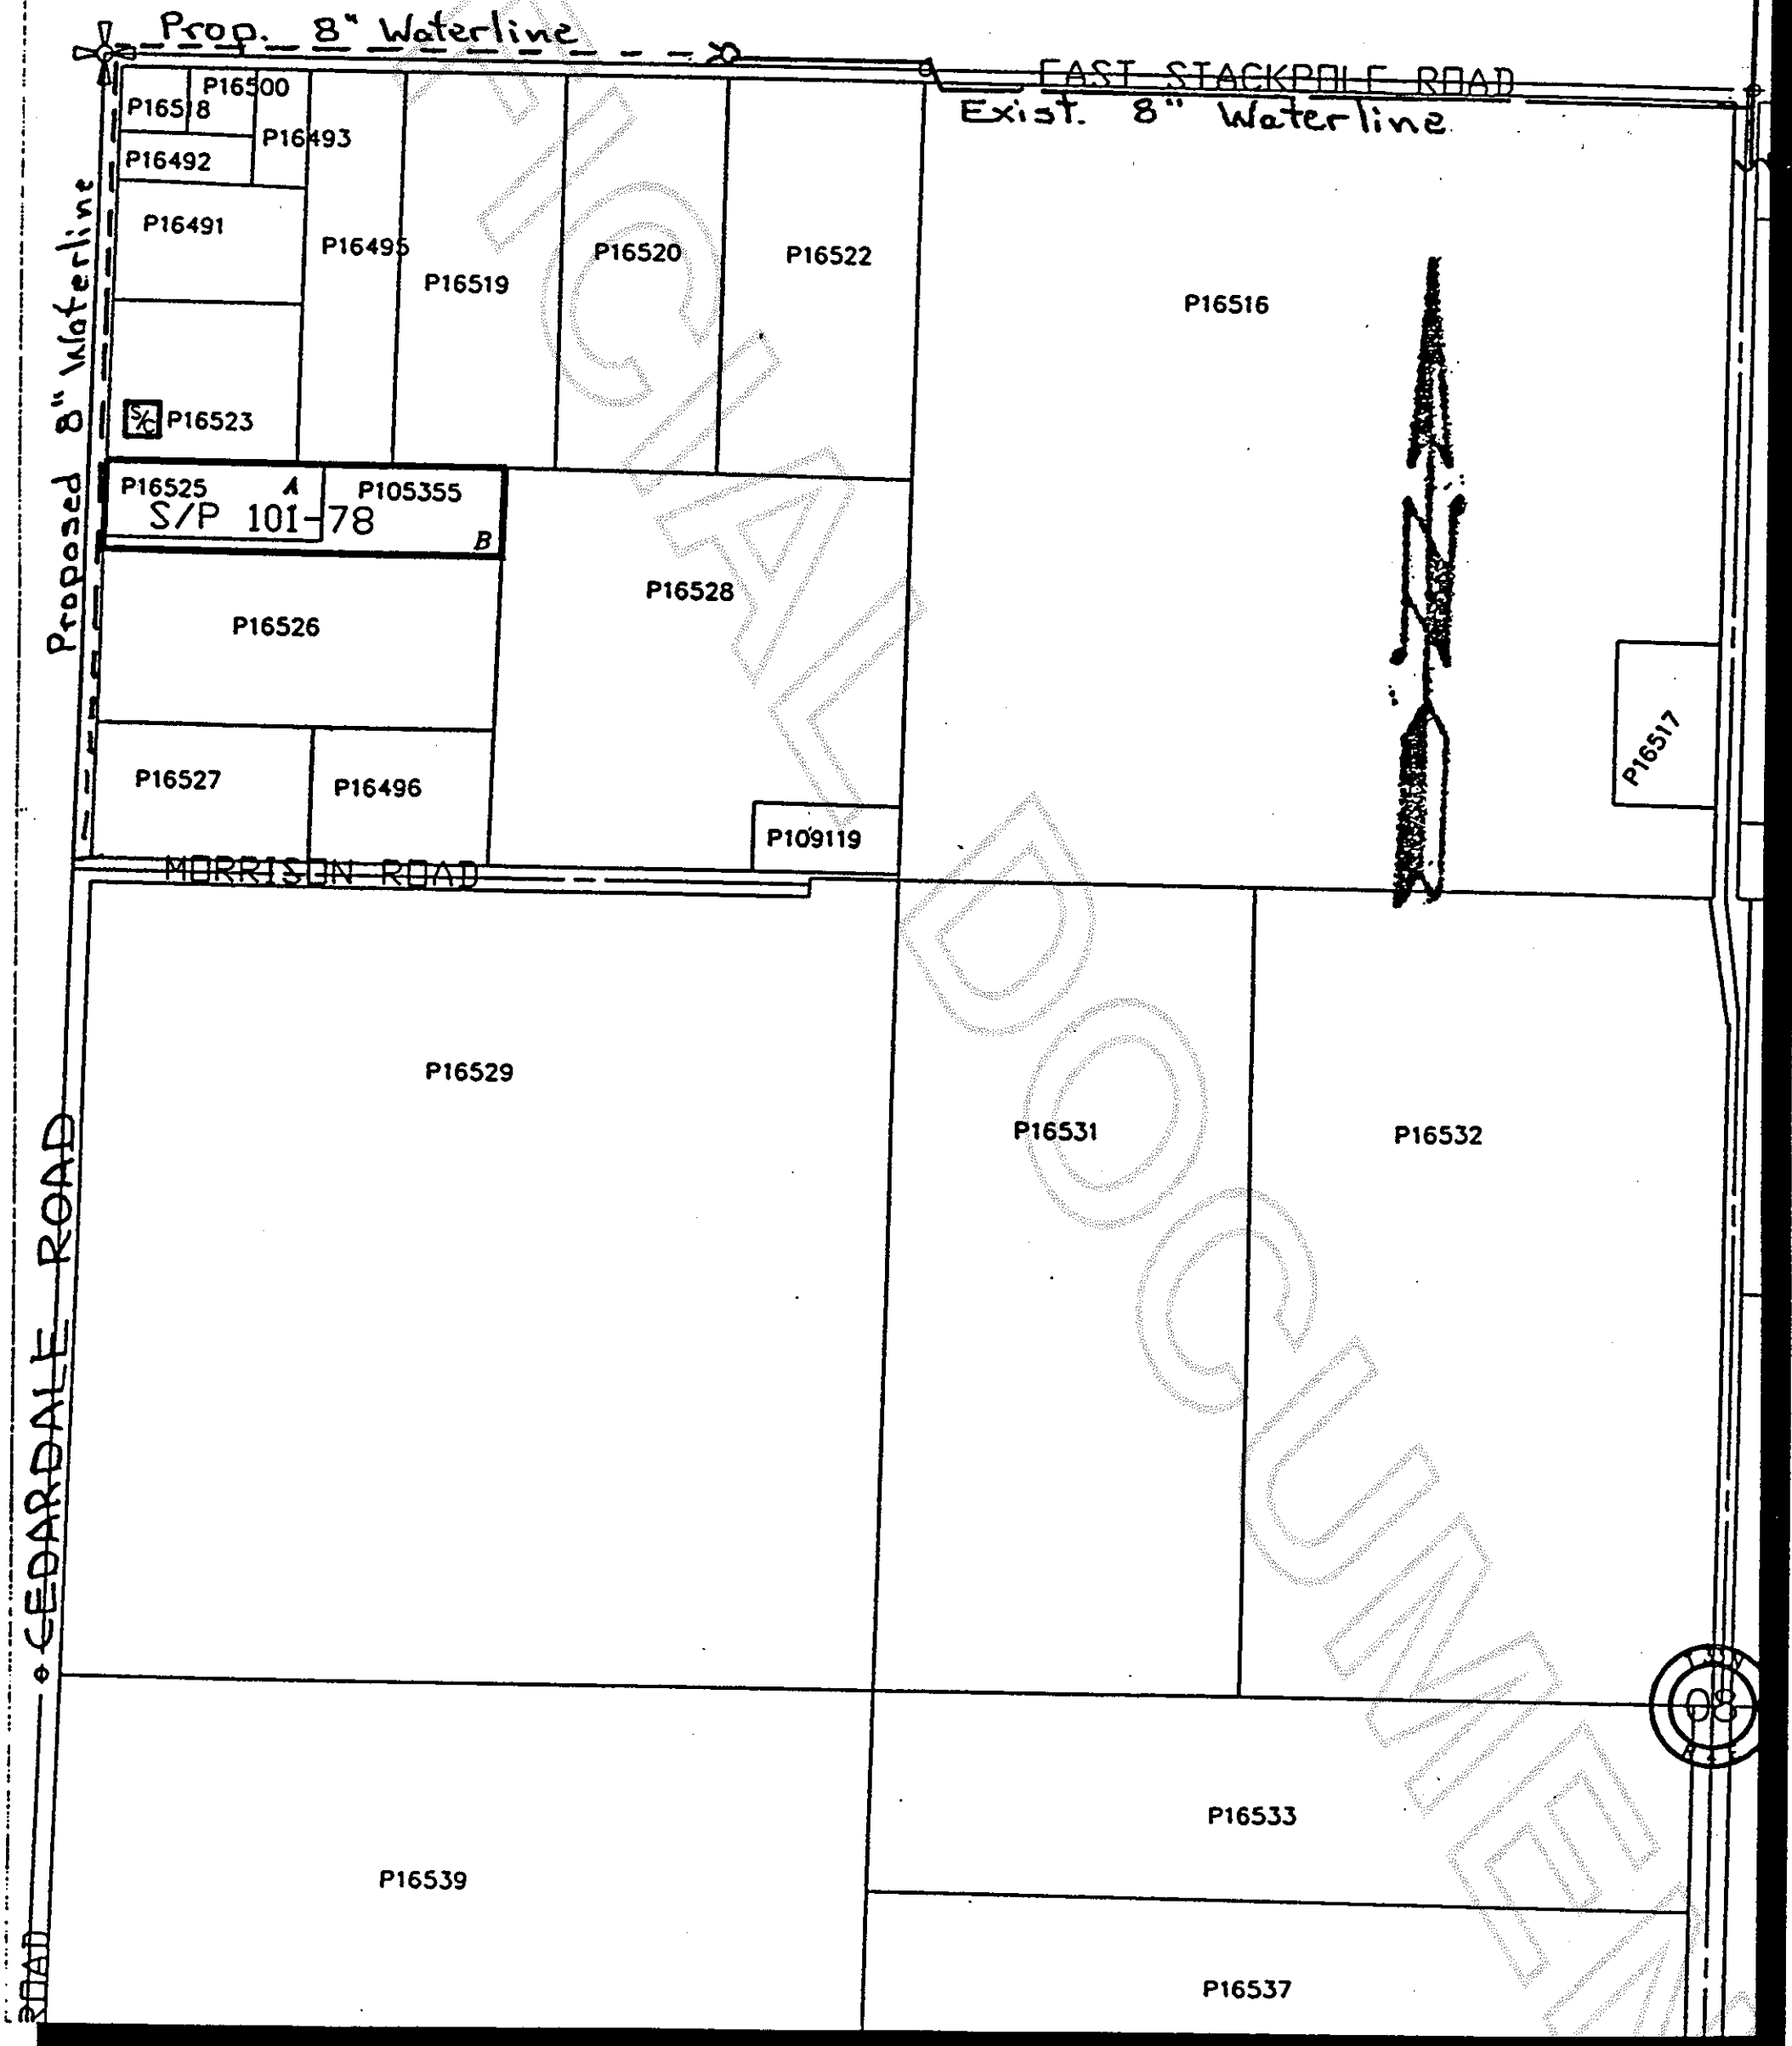 Prop. 8" Waterline
EAST STACKPOLE ROAD
Exist. 8" Waterline
P16518
P16500
P16493
P16492
P16491
P16495
P16519
P16520
P16522
P16516
Proposed 8" Waterline
S/C P16523
P16525 A P105355
S/P 101-78
B
P16528
P16526
P16517
P16527
P16496
P109119
MORRISON ROAD
N
P16529
P16531
P16532
CEDARDALE ROAD
08
P16533
P16539
P16537
ROAD
DOCUMEN